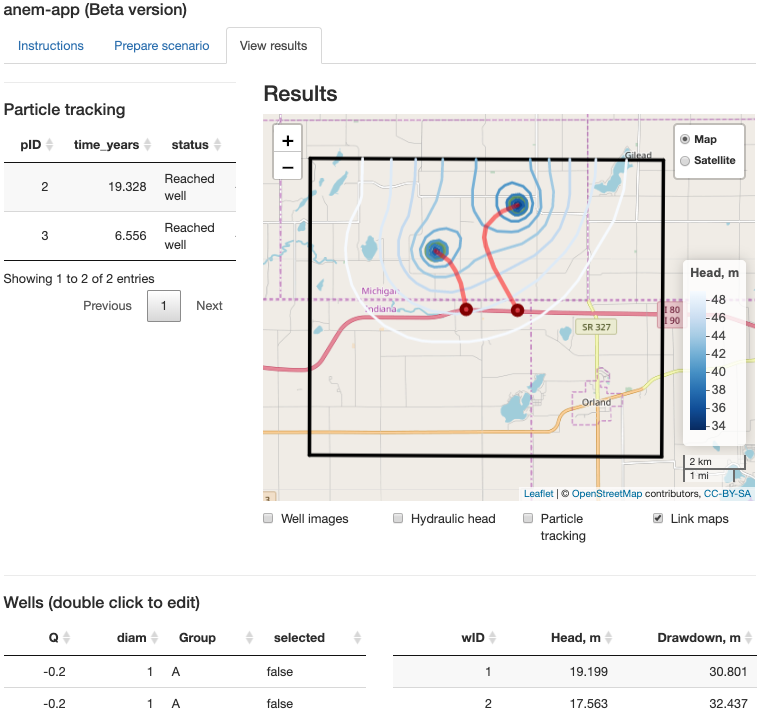 anem-app (Beta version)
Instructions Prepare scenario View results
Particle tracking
pID time_years status
2 19.328 Reached well
3 6.556 Reached well
Showing 1 to 2 of 2 entries
Previous 1 Next
Results
+
−
Map
Satellite
Gilead
Michigan
Indiana
I 80
I 90
SR 327
Orland
3
Head, m
48
46
44
42
40
38
36
34
2 km
1 mi
Leaflet | © OpenStreetMap contributors, CC-BY-SA
Well images Hydraulic head Particle tracking Link maps
Wells (double click to edit)
Q diam Group selected
-0.2 1 A false
-0.2 1 A false
wID Head, m Drawdown, m
1 19.199 30.801
2 17.563 32.437